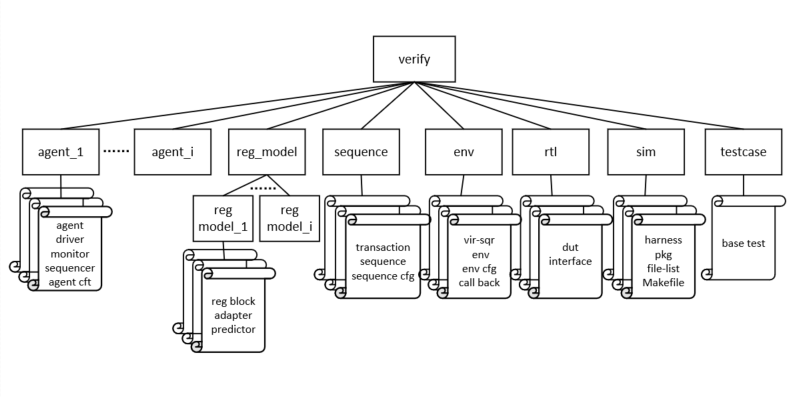 verify
agent_1
......
agent_i
reg_model
sequence
env
rtl
sim
testcase
......
reg
model_1
reg
model_i
agent
driver
monitor
sequencer
agent cft
transaction
sequence
sequence cfg
vir-sqr
env
env cfg
call back
dut
interface
harness
pkg
file-list
Makefile
base test
reg block
adapter
predictor